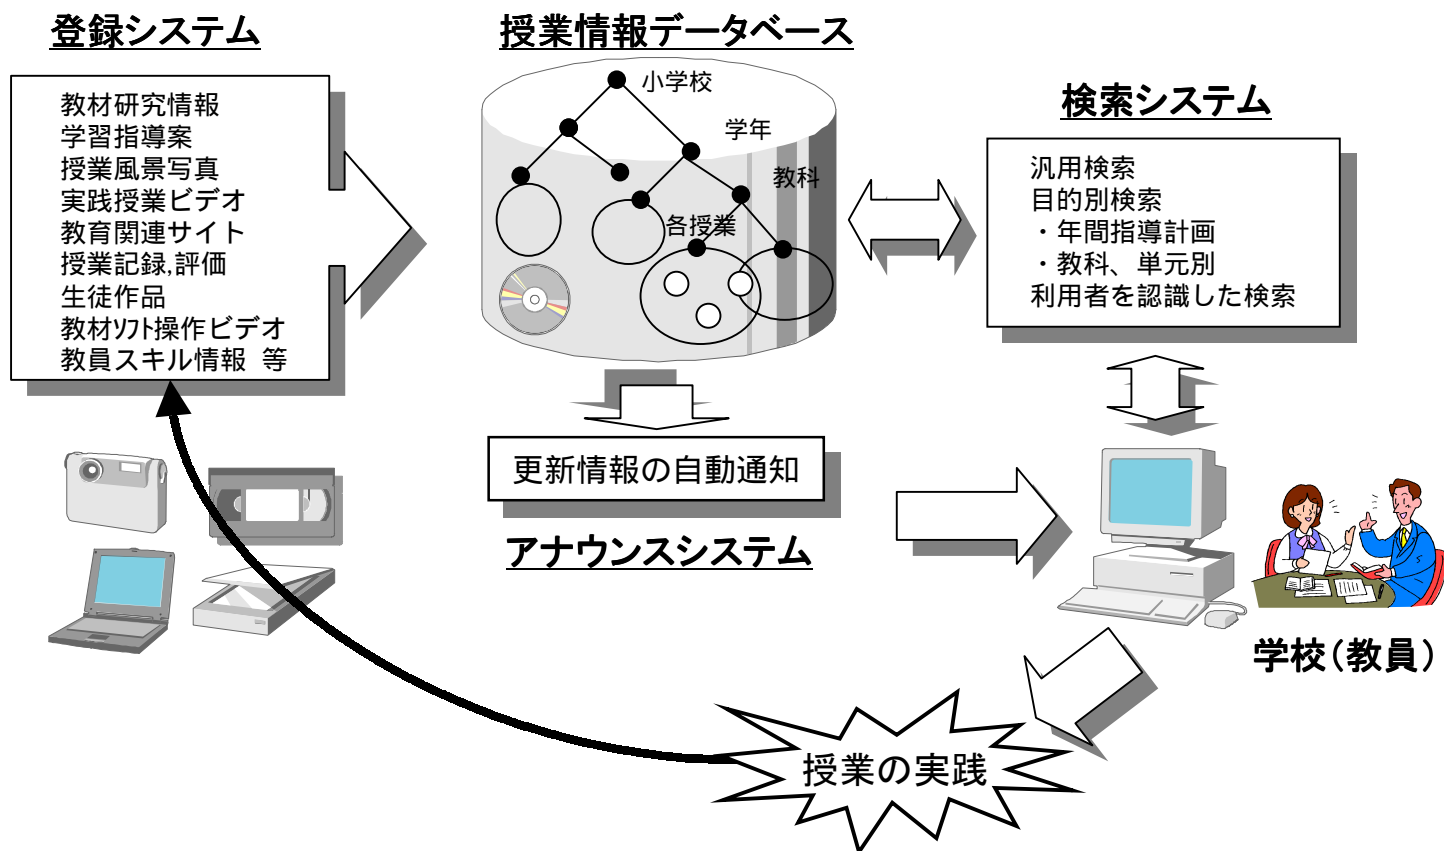 登録システム
教材研究情報
学習指導案
授業風景写真
実践授業ビデオ
教育関連サイト
授業記録,評価
生徒作品
教材ｿﾌﾄ操作ビデオ
教員スキル情報 等
授業情報データベース
小学校
学年
教科
各授業
検索システム
汎用検索
目的別検索
・年間指導計画
・教科、単元別
利用者を認識した検索
更新情報の自動通知
アナウンスシステム
学校（教員）
授業の実践